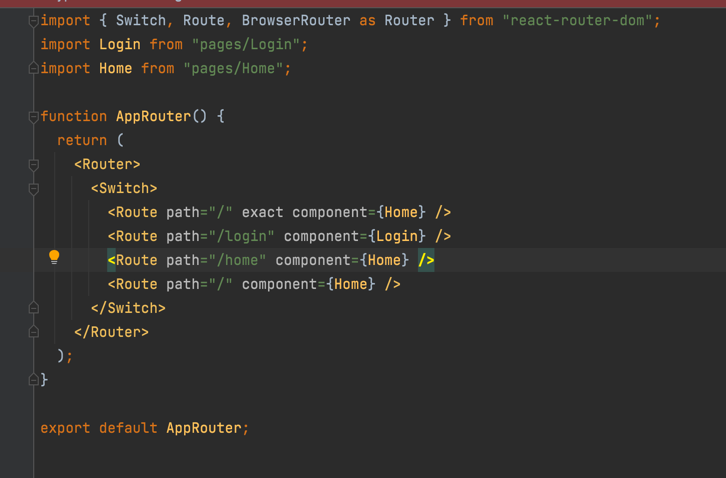 import { Switch, Route, BrowserRouter as Router } from "react-router-dom";
import Login from "pages/Login";
import Home from "pages/Home";
function AppRouter() {
return (
<Router>
<Switch>
<Route path="/" exact component={Home} />
<Route path="/login" component={Login} />
<Route path="/home" component={Home} />
<Route path="/" component={Home} />
</Switch>
</Router>
);
}
export default AppRouter;